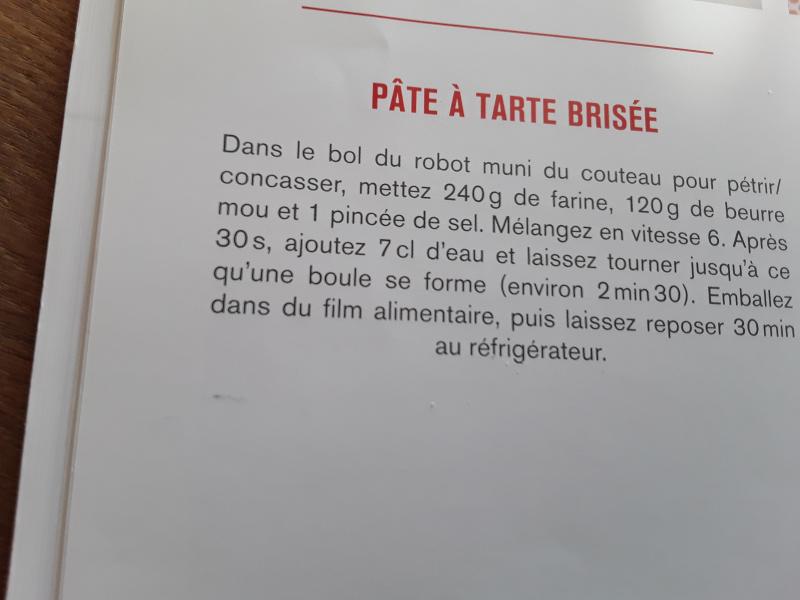 PÂTE À TARTE BRISÉE
Dans le bol du robot muni du couteau pour pétrir/
concasser, mettez 240 g de farine, 120 g de beurre
mou et 1 pincée de sel. Mélangez en vitesse 6. Après
30 s, ajoutez 7 cl d'eau et laissez tourner jusqu'à ce
qu'une boule se forme (environ 2 min 30). Emballez
dans du film alimentaire, puis laissez reposer 30 min
au réfrigérateur.